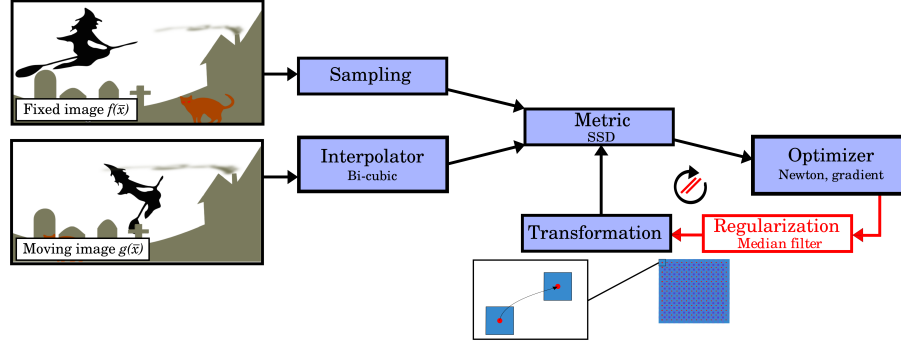 Fixed image f(x̄)
Moving image g(x̄)
Sampling
Interpolator
Bi-cubic
Metric
SSD
Optimizer
Newton, gradient
Regularization
Median filter
Transformation